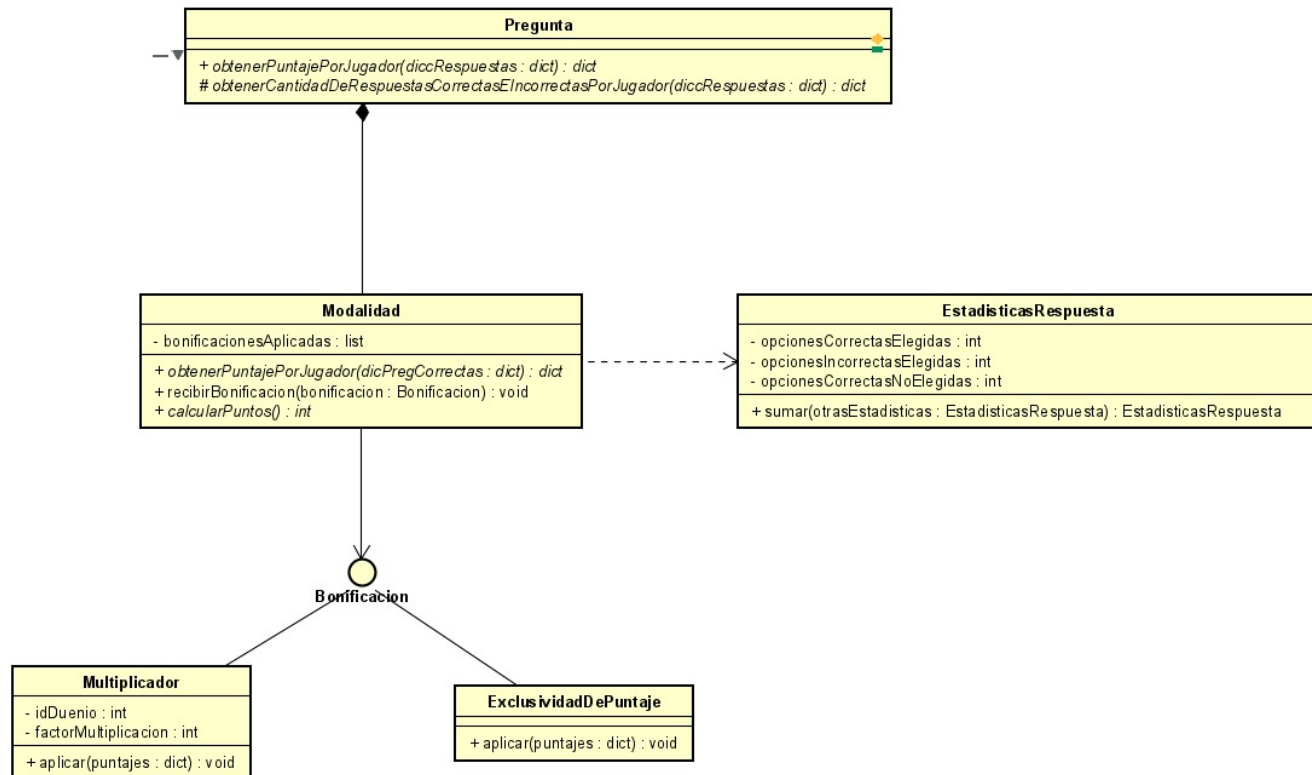 Pregunta
+ obtenerPuntajePorJugador(diccRespuestas : dict) : dict
# obtenerCantidadDeRespuestasCorrectasEIncorrectasPorJugador(diccRespuestas : dict) : dict
Modalidad
- bonificacionesAplicadas : list
+ obtenerPuntajePorJugador(dicPregCorrectas : dict) : dict
+ recibirBonificacion(bonificacion : Bonificacion) : void
+ calcularPuntos() : int
EstadisticasRespuesta
- opcionesCorrectasElegidas : int
- opcionesIncorrectasElegidas : int
- opcionesCorrectasNoElegidas : int
+ sumar(otrasEstadisticas : EstadisticasRespuesta) : EstadisticasRespuesta
Bonificacion
Multiplicador
- idDuenio : int
- factorMultiplicacion : int
+ aplicar(puntajes : dict) : void
ExclusividadDePuntaje
+ aplicar(puntajes : dict) : void